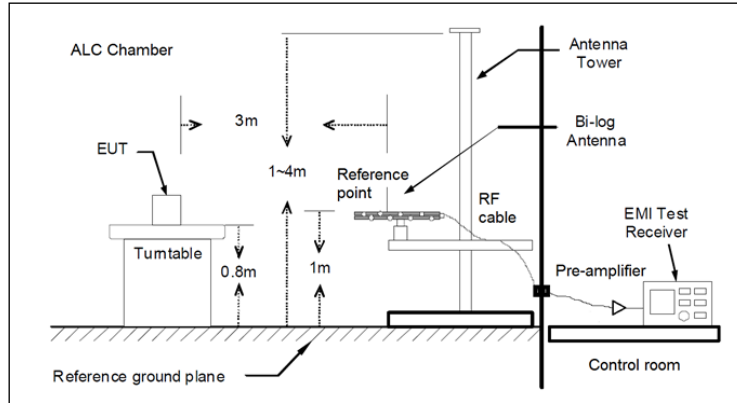 ALC Chamber
Antenna
Tower
3m
Bi-log
Antenna
EUT
1~4m
Reference
point
RF
cable
EMI Test
Receiver
Turntable
0.8m
1m
Pre-amplifier
Reference ground plane
Control room